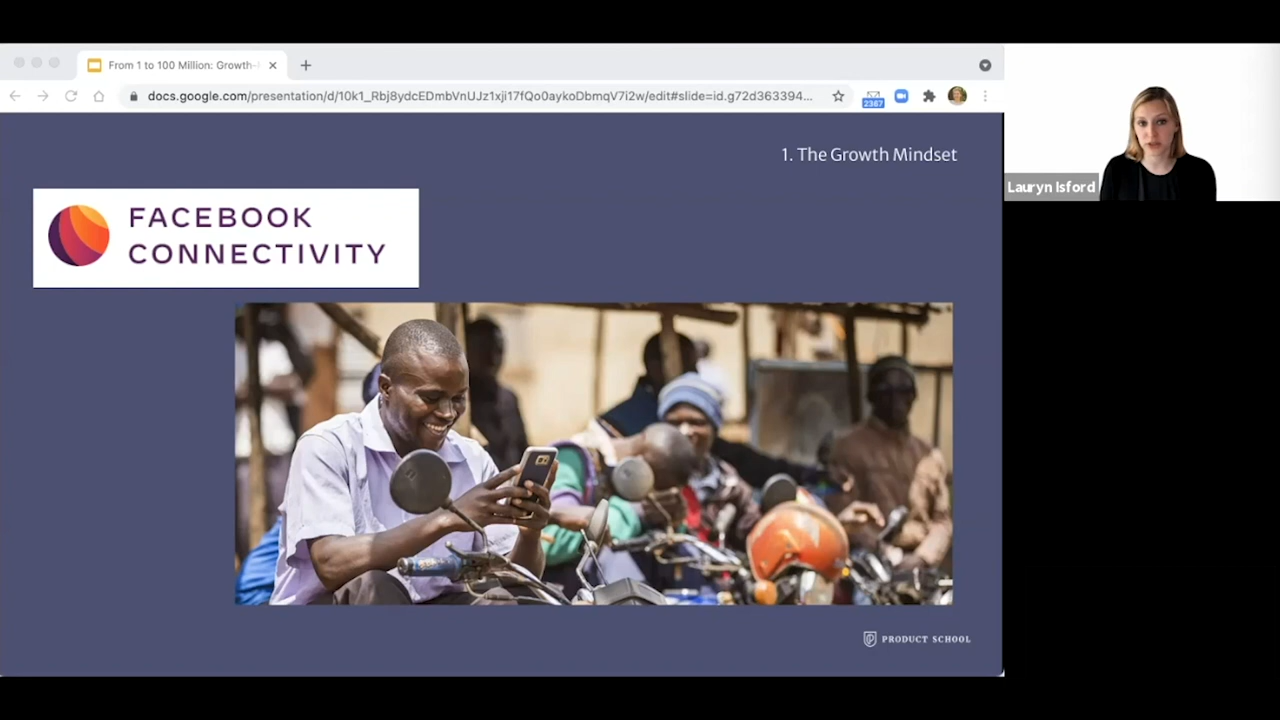 From 1 to 100 Million: Growth-
docs.google.com/presentation/d/10k1_Rbj8ydcEDmbVnUJz1xji17fQo0aykoDbmqV7i2w/edit#slide=id.g72d363394...
2367
1. The Growth Mindset
Lauryn Isford
FACEBOOK
CONNECTIVITY
PRODUCT SCHOOL